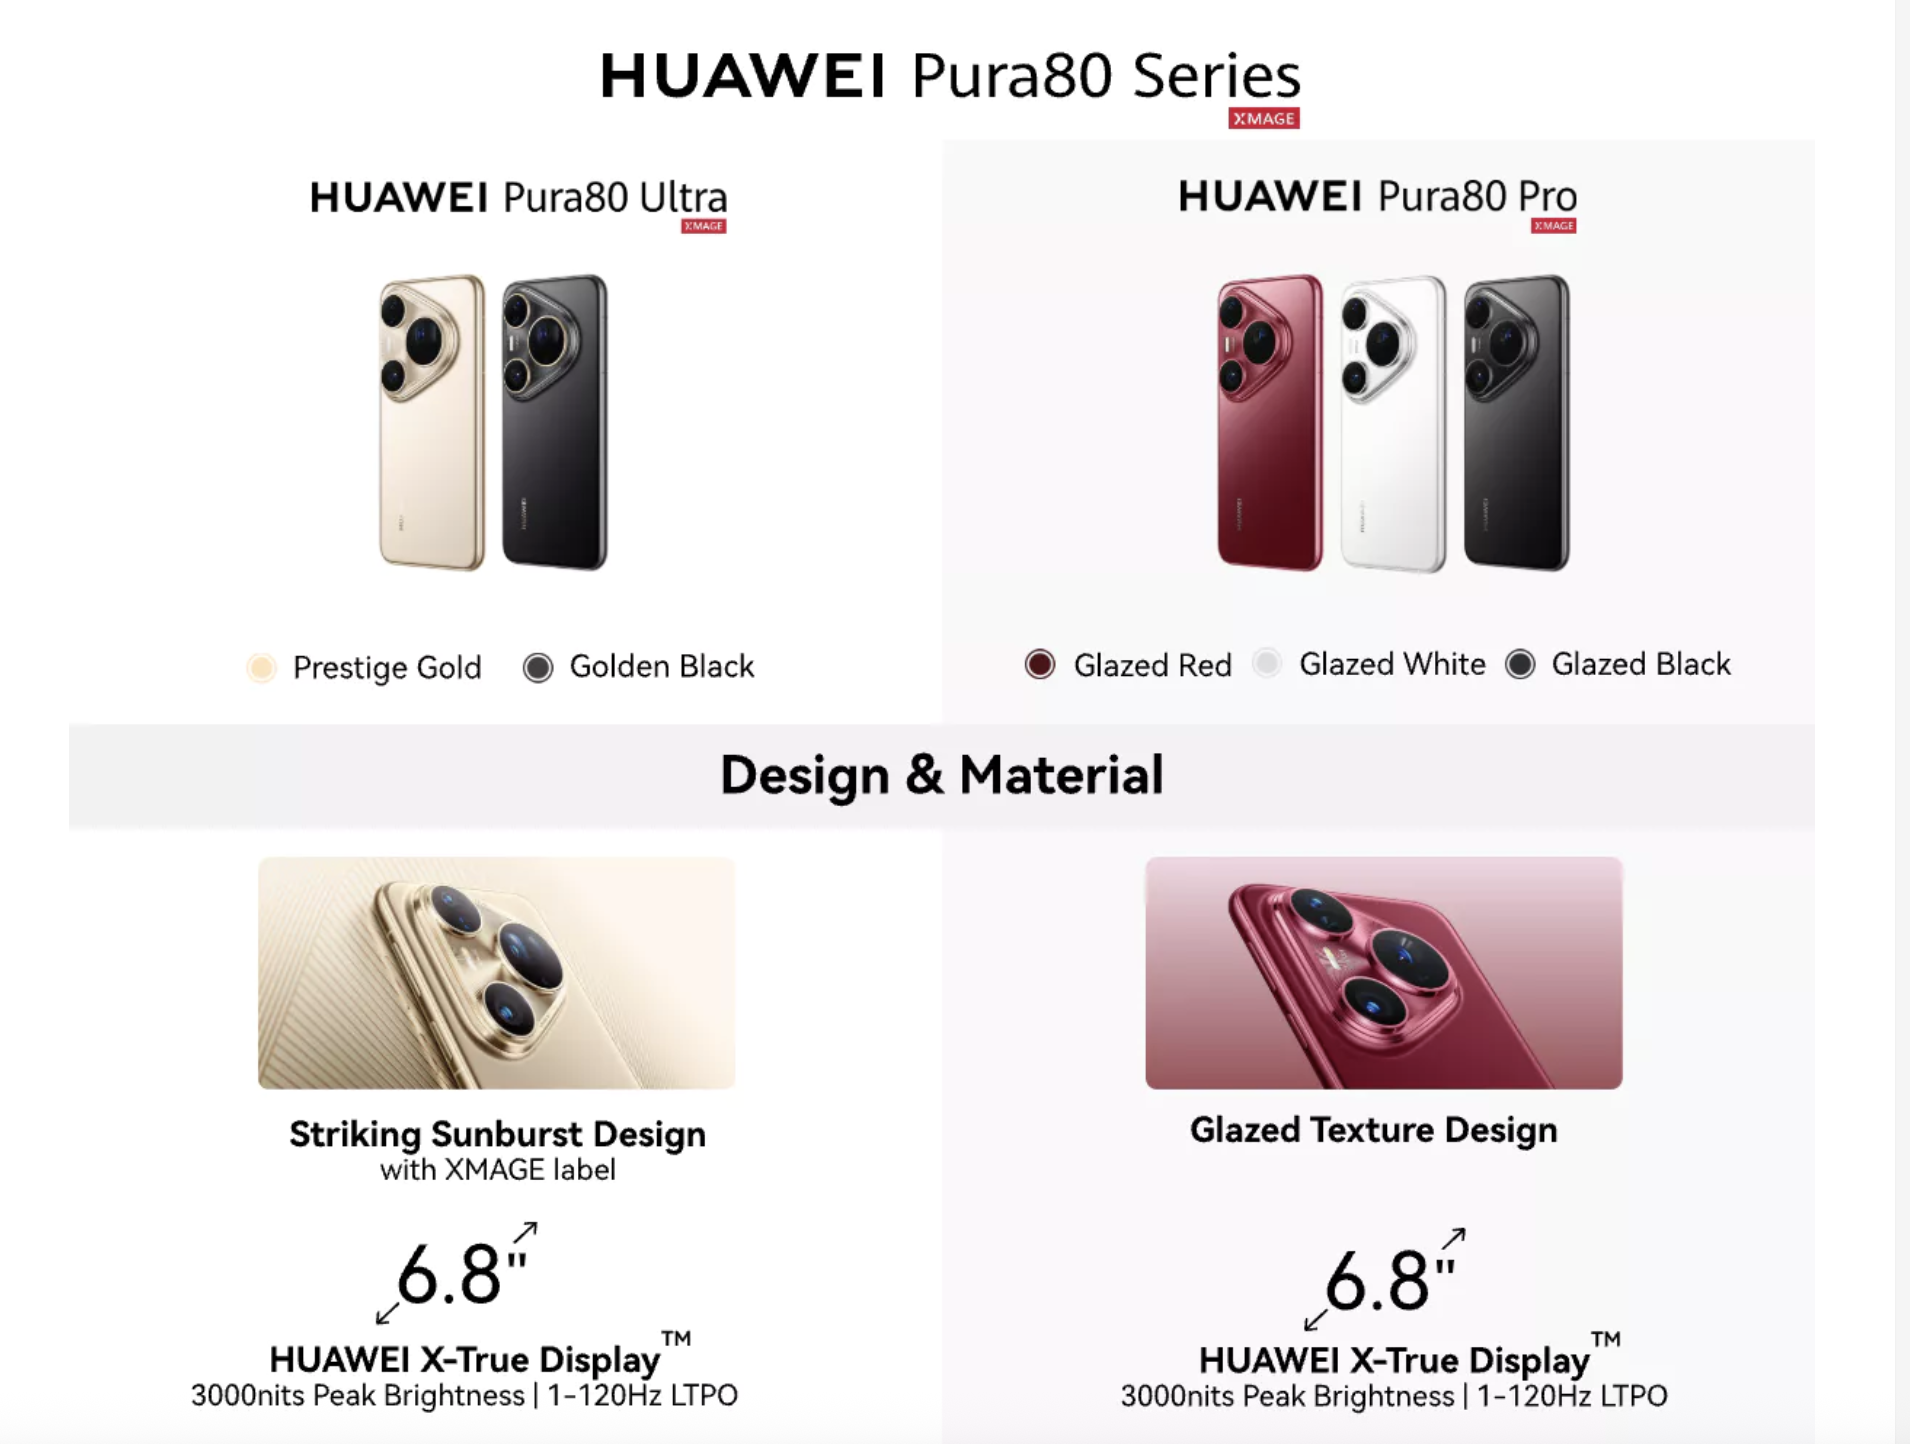 HUAWEI Pura80 Series
XMAGE
HUAWEI Pura80 Ultra
XMAGE
Prestige Gold
Golden Black
HUAWEI Pura80 Pro
XMAGE
Glazed Red
Glazed White
Glazed Black
Design & Material
Striking Sunburst Design
with XMAGE label
6.8"
HUAWEI X-True Display™
3000nits Peak Brightness | 1-120Hz LTPO
Glazed Texture Design
6.8"
HUAWEI X-True Display™
3000nits Peak Brightness | 1-120Hz LTPO